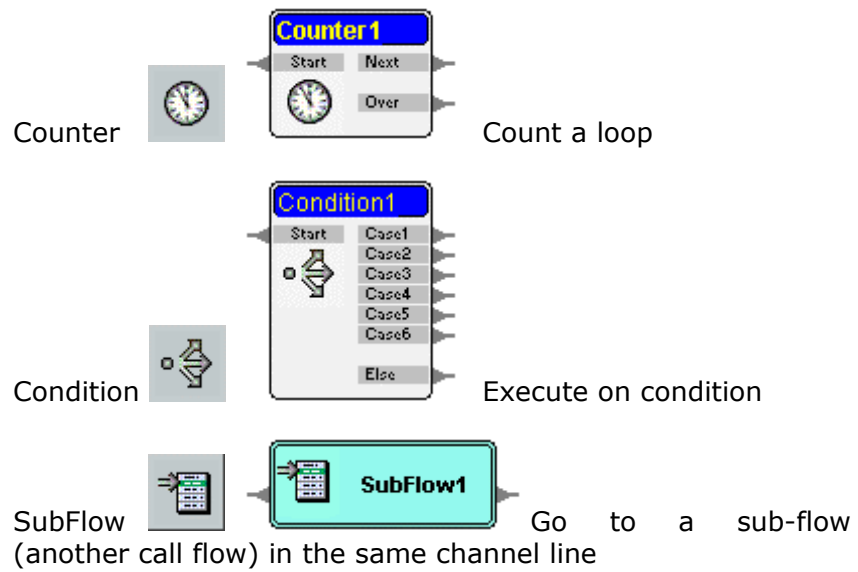 Counter1
Start Next
Over
Counter Count a loop
Condition1
Start Case1
Case2
Case3
Case4
Case5
Case6
Else
Condition Execute on condition
SubFlow1
SubFlow Go to a sub-flow
(another call flow) in the same channel line